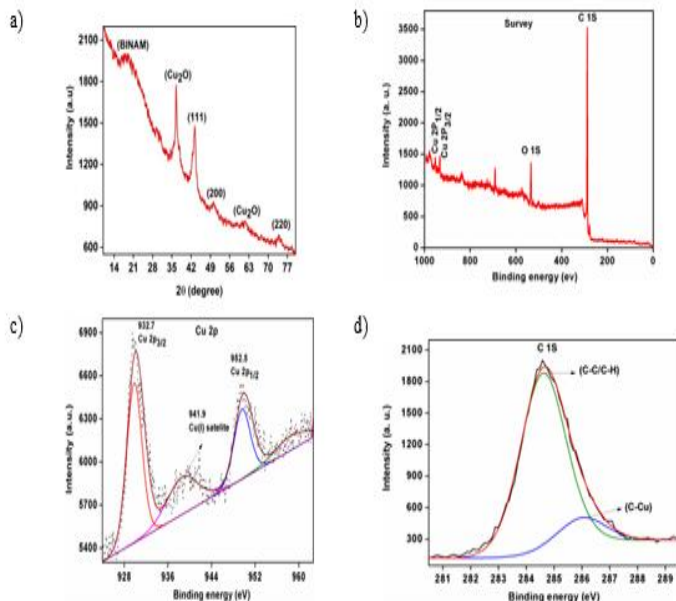 a)
(BINAM)
(Cu2O)
(111)
(200)
(Cu2O)
(220)
2100
1800
1500
1200
900
600
Intensity (a.u)
14 21 28 35 42 49 56 63 70 77
2θ (degree)
b)
Survey
C 1S
Cu 2P1/2
Cu 2P3/2
O 1S
3500
3000
2500
2000
1500
1000
500
0
Intensity (a. u.)
1000 800 600 400 200 0
Binding energy (ev)
c)
932.7
Cu 2p3/2
Cu 2p
952.5
Cu 2p1/2
941.9
Cu(I) satelite
6900
6600
6300
6000
5700
5400
Intensity (a.u.)
928 936 944 952 960
Binding energy (eV)
d)
C 1S
(C-C/C-H)
(C-Cu)
2100
1800
1500
1200
900
600
300
Intensity (a. u.)
281 282 283 284 285 286 287 288 289
Binding energy (eV)